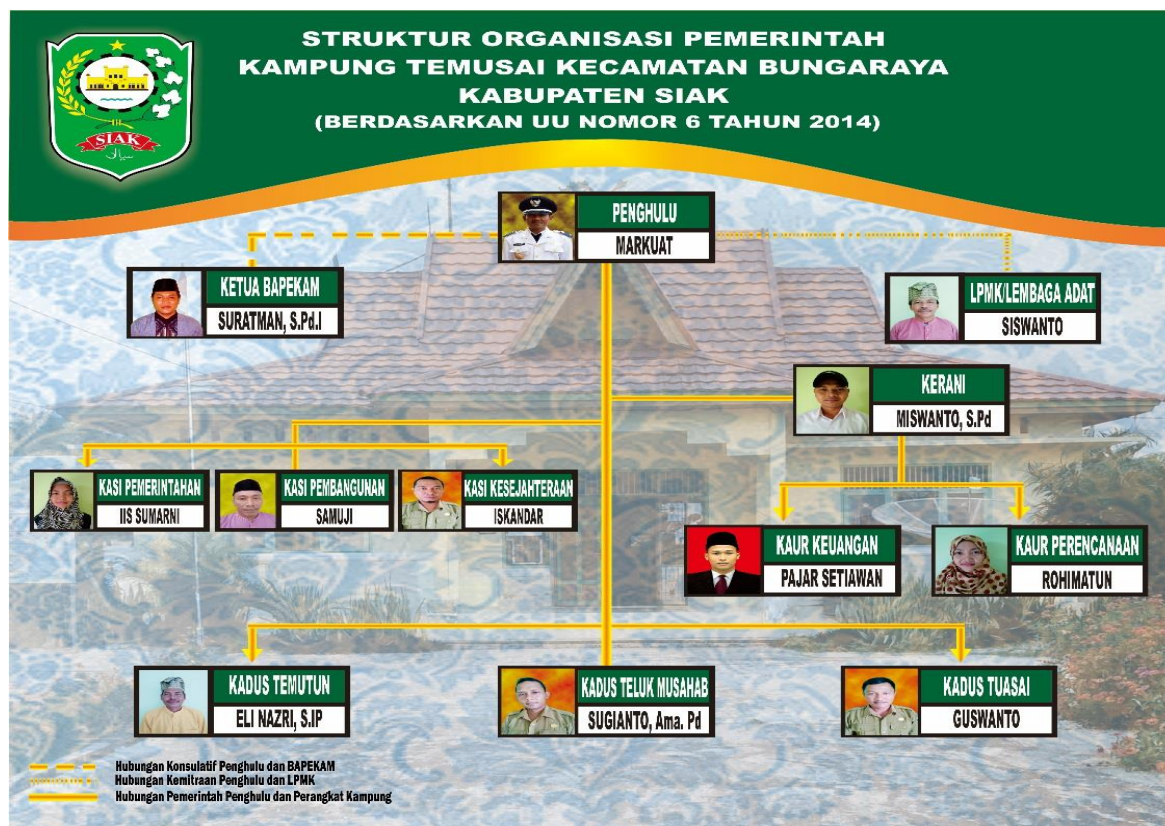 STRUKTUR ORGANISASI PEMERINTAH
KAMPUNG TEMUSAI KECAMATAN BUNGARAYA
KABUPATEN SIAK
(BERDASARKAN UU NOMOR 6 TAHUN 2014)
SIAK
سياك
PENGHULU
MARKUAT
KETUA BAPEKAM
SURATMAN, S.Pd.I
LPMK/LEMBAGA ADAT
SISWANTO
KERANI
MISWANTO, S.Pd
KASI PEMERINTAHAN
IIS SUMARNI
KASI PEMBANGUNAN
SAMUJI
KASI KESEJAHTERAAN
ISKANDAR
KAUR KEUANGAN
PAJAR SETIAWAN
KAUR PERENCANAAN
ROHIMATUN
KADUS TEMUTUN
ELI NAZRI, S.IP
KADUS TELUK MUSAHAB
SUGIANTO, Ama. Pd
KADUS TUASAI
GUSWANTO
Hubungan Konsulatif Penghulu dan BAPEKAM
Hubungan Kemitraan Penghulu dan LPMK
Hubungan Pemerintah Penghulu dan Perangkat Kampung